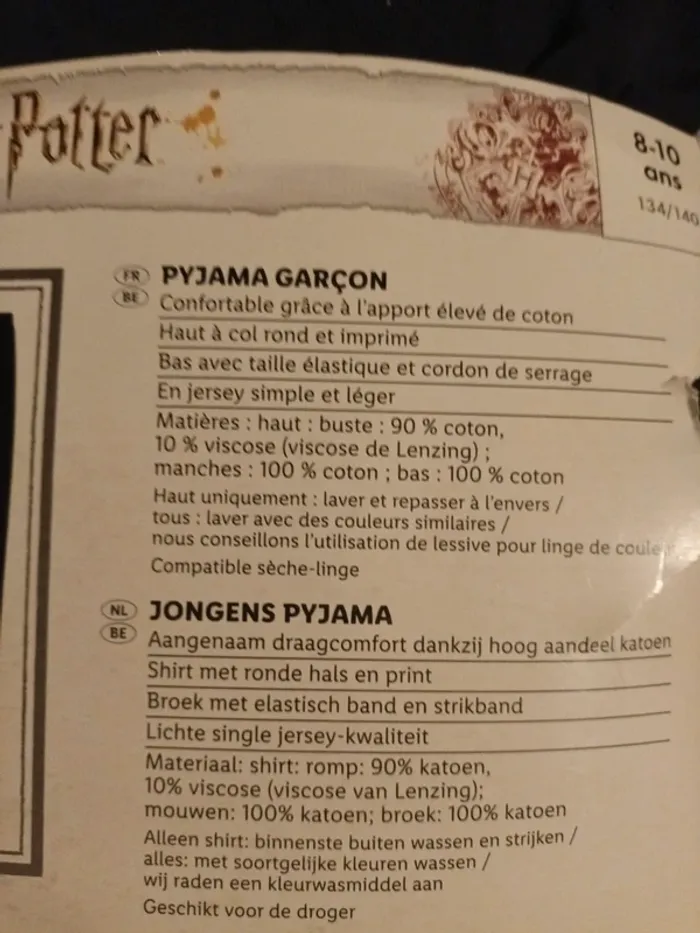 Potter
8-10
ans
134/140
FR PYJAMA GARÇON
BE Confortable grâce à l'apport élevé de coton
Haut à col rond et imprimé
Bas avec taille élastique et cordon de serrage
En jersey simple et léger
Matières : haut : buste : 90 % coton,
10 % viscose (viscose de Lenzing) ;
manches : 100 % coton ; bas : 100 % coton
Haut uniquement : laver et repasser à l'envers /
tous : laver avec des couleurs similaires /
nous conseillons l'utilisation de lessive pour linge de
Compatible sèche-linge
NL JONGENS PYJAMA
BE Aangenaam draagcomfort dankzij hoog aandeel katoen
Shirt met ronde hals en print
Broek met elastisch band en strikband
Lichte single jersey-kwaliteit
Materiaal: shirt: romp: 90% katoen,
10% viscose (viscose van Lenzing);
mouwen: 100% katoen; broek: 100% katoen
Alleen shirt: binnenste buiten wassen en strijken /
alles: met soortgelijke kleuren wassen /
wij raden een kleurwasmiddel aan
Geschikt voor de droger